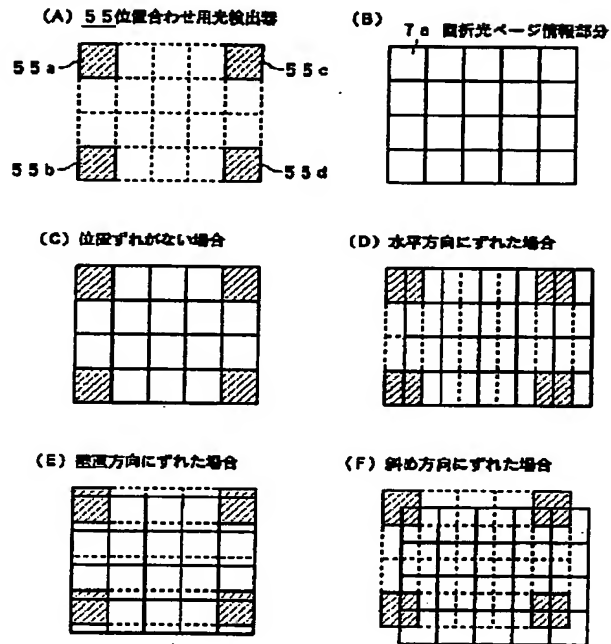 (A) 55位置合わせ用光検出器
55a
55c
55b
55d
(B)
7a 回折光ページ情報部分
(C) 位置ずれがない場合
(D) 水平方向にずれた場合
(E) 垂直方向にずれた場合
(F) 斜め方向にずれた場合